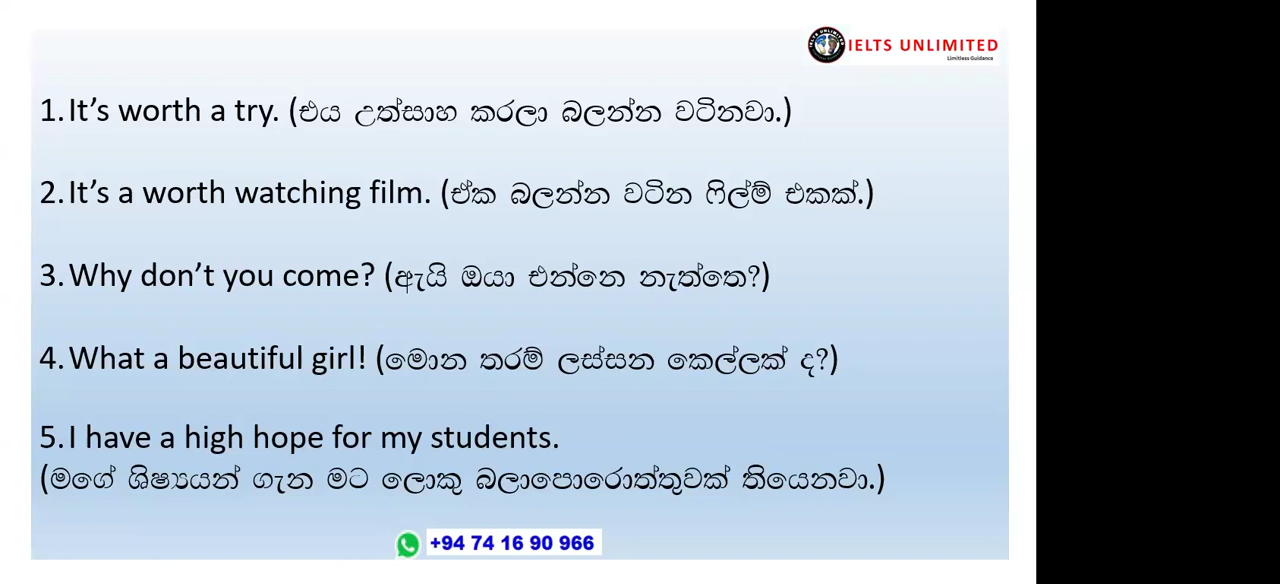 IELTS UNLIMITED
Limitless Guidance
1. It's worth a try. (එය උත්සාහ කරලා බලන්න වටිනවා.)
2. It's a worth watching film. (ඒක බලන්න වටින ෆිල්ම් එකක්.)
3. Why don't you come? (ඇයි ඔයා එන්නෙ නැත්තෙ?)
4. What a beautiful girl! (මොන තරම් ලස්සන කෙල්ලක් ද?)
5. I have a high hope for my students.
(මගේ ශිෂ්‍යයන් ගැන මට ලොකු බලාපොරොත්තුවක් තියෙනවා.)
+94 74 16 90 966